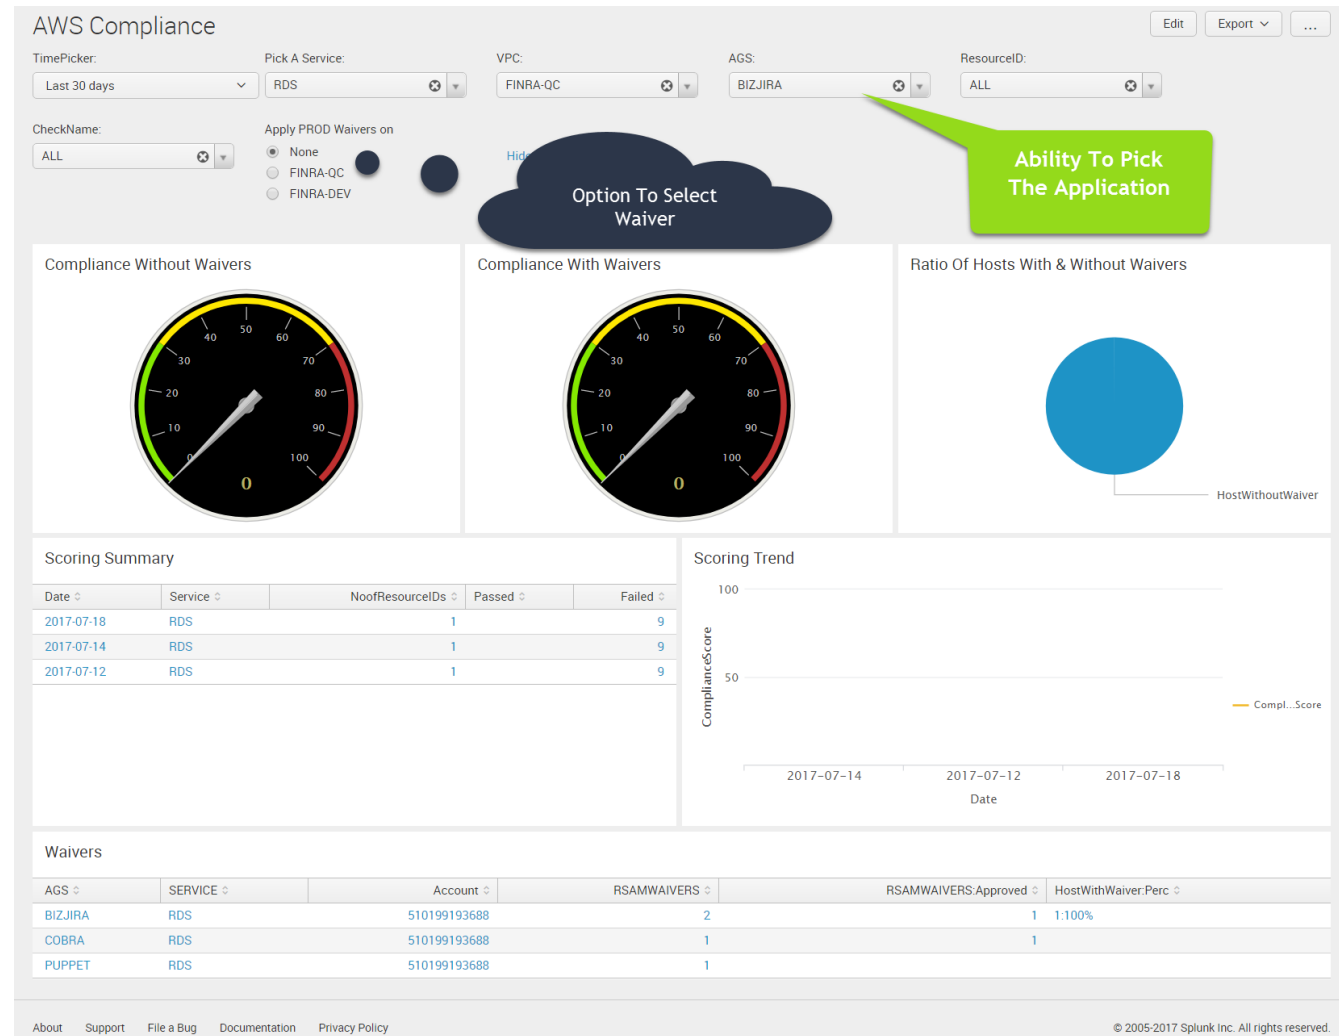 AWS Compliance
Edit
Export
...
TimePicker:
Pick A Service:
VPC:
AGS:
ResourceID:
Last 30 days
RDS
FINRA-QC
BIZJIRA
ALL
CheckName:
Apply PROD Waivers on
ALL
None
FINRA-QC
FINRA-DEV
Option To Select
Waiver
Ability To Pick
The Application
Compliance Without Waivers
Compliance With Waivers
Ratio Of Hosts With & Without Waivers
0 10 20 30 40 50 60 70 80 90 100
0
0 10 20 30 40 50 60 70 80 90 100
0
HostWithoutWaiver
Scoring Summary
Date Service NoofResourceIDs Passed Failed
2017-07-18 RDS 1 9
2017-07-14 RDS 1 9
2017-07-12 RDS 1 9
Scoring Trend
100
50
ComplianceScore
2017-07-14 2017-07-12 2017-07-18
Date
Compl...Score
Waivers
AGS SERVICE Account RSAMWAIVERS RSAMWAIVERS:Approved HostWithWaiver:Perc
BIZJIRA RDS 510199193688 2 1 1:100%
COBRA RDS 510199193688 1 1
PUPPET RDS 510199193688 1
About Support File a Bug Documentation Privacy Policy
© 2005-2017 Splunk Inc. All rights reserved.